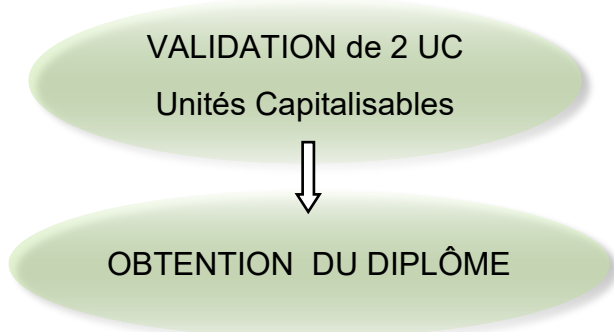 VALIDATION de 2 UC
Unités Capitalisables
OBTENTION DU DIPLÔME